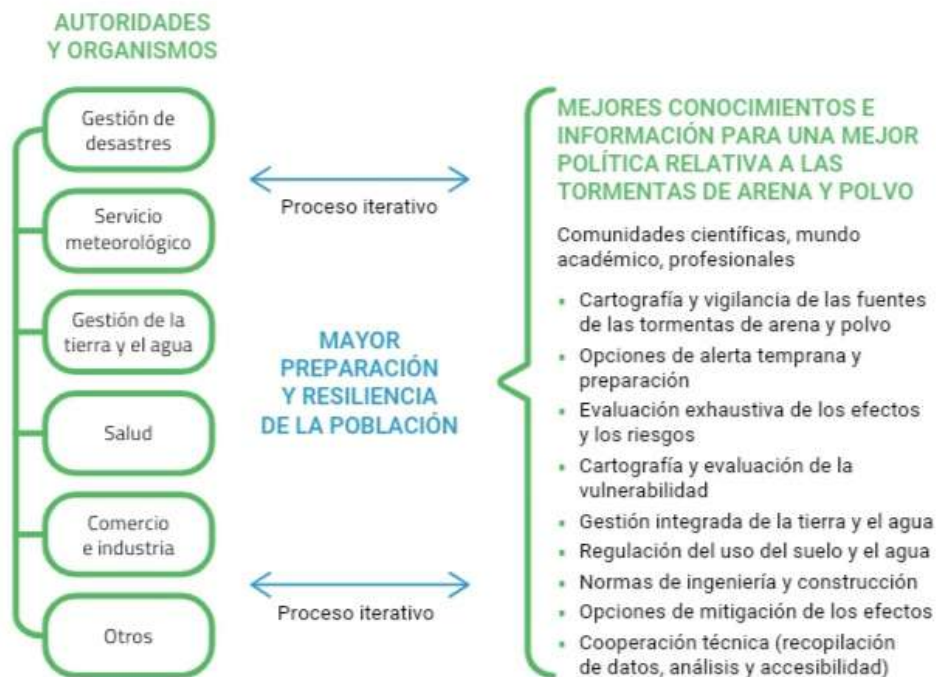 AUTORIDADES
Y ORGANISMOS
Gestión de
desastres
Servicio
meteorológico
Gestión de la
tierra y el agua
Salud
Comercio
e industria
Otros
Proceso iterativo
MAYOR
PREPARACIÓN
Y RESILIENCIA
DE LA POBLACIÓN
Proceso iterativo
MEJORES CONOCIMIENTOS E
INFORMACIÓN PARA UNA MEJOR
POLÍTICA RELATIVA A LAS
TORMENTAS DE ARENA Y POLVO
Comunidades científicas, mundo
académico, profesionales
• Cartografía y vigilancia de las fuentes
de las tormentas de arena y polvo
• Opciones de alerta temprana y
preparación
• Evaluación exhaustiva de los efectos
y los riesgos
• Cartografía y evaluación de la
vulnerabilidad
• Gestión integrada de la tierra y el agua
• Regulación del uso del suelo y el agua
• Normas de ingeniería y construcción
• Opciones de mitigación de los efectos
• Cooperación técnica (recopilación
de datos, análisis y accesibilidad)